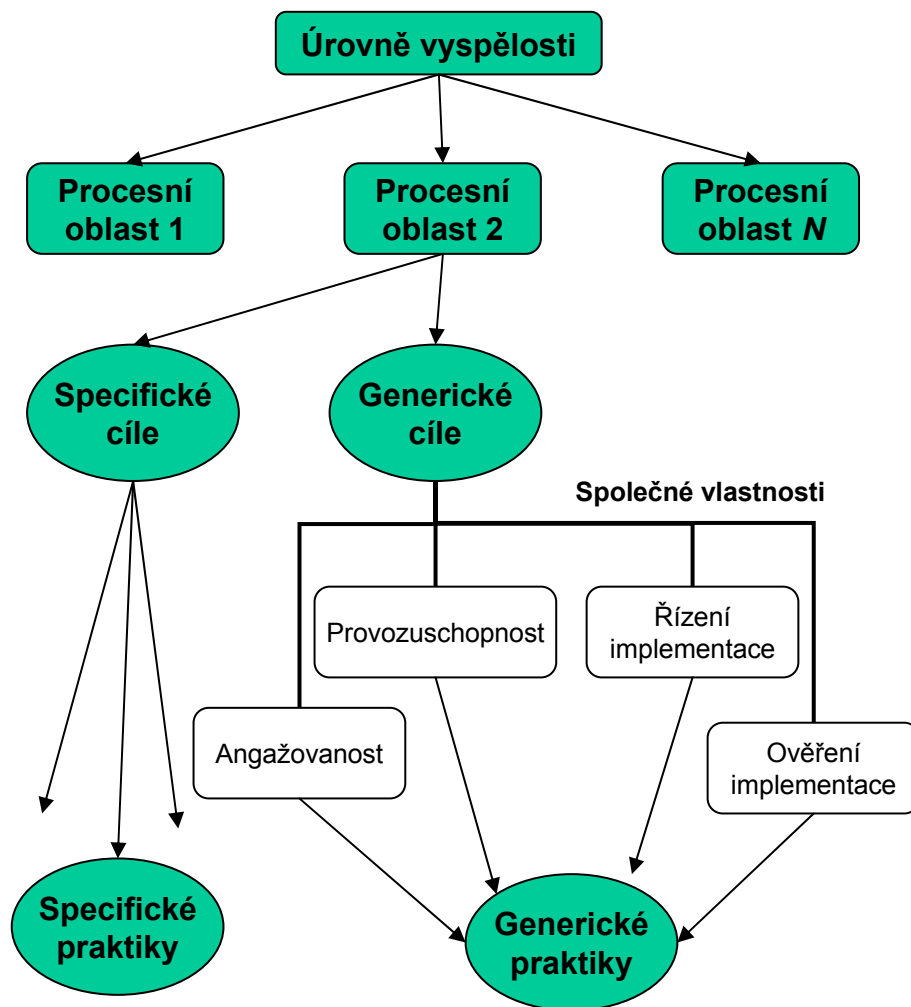 Úrovně vyspělosti
Procesní
oblast 1
Procesní
oblast 2
Procesní
oblast N
Specifické
cíle
Generické
cíle
Společné vlastnosti
Provozuschopnost
Řízení
implementace
Angažovanost
Ověření
implementace
Specifické
praktiky
Generické
praktiky